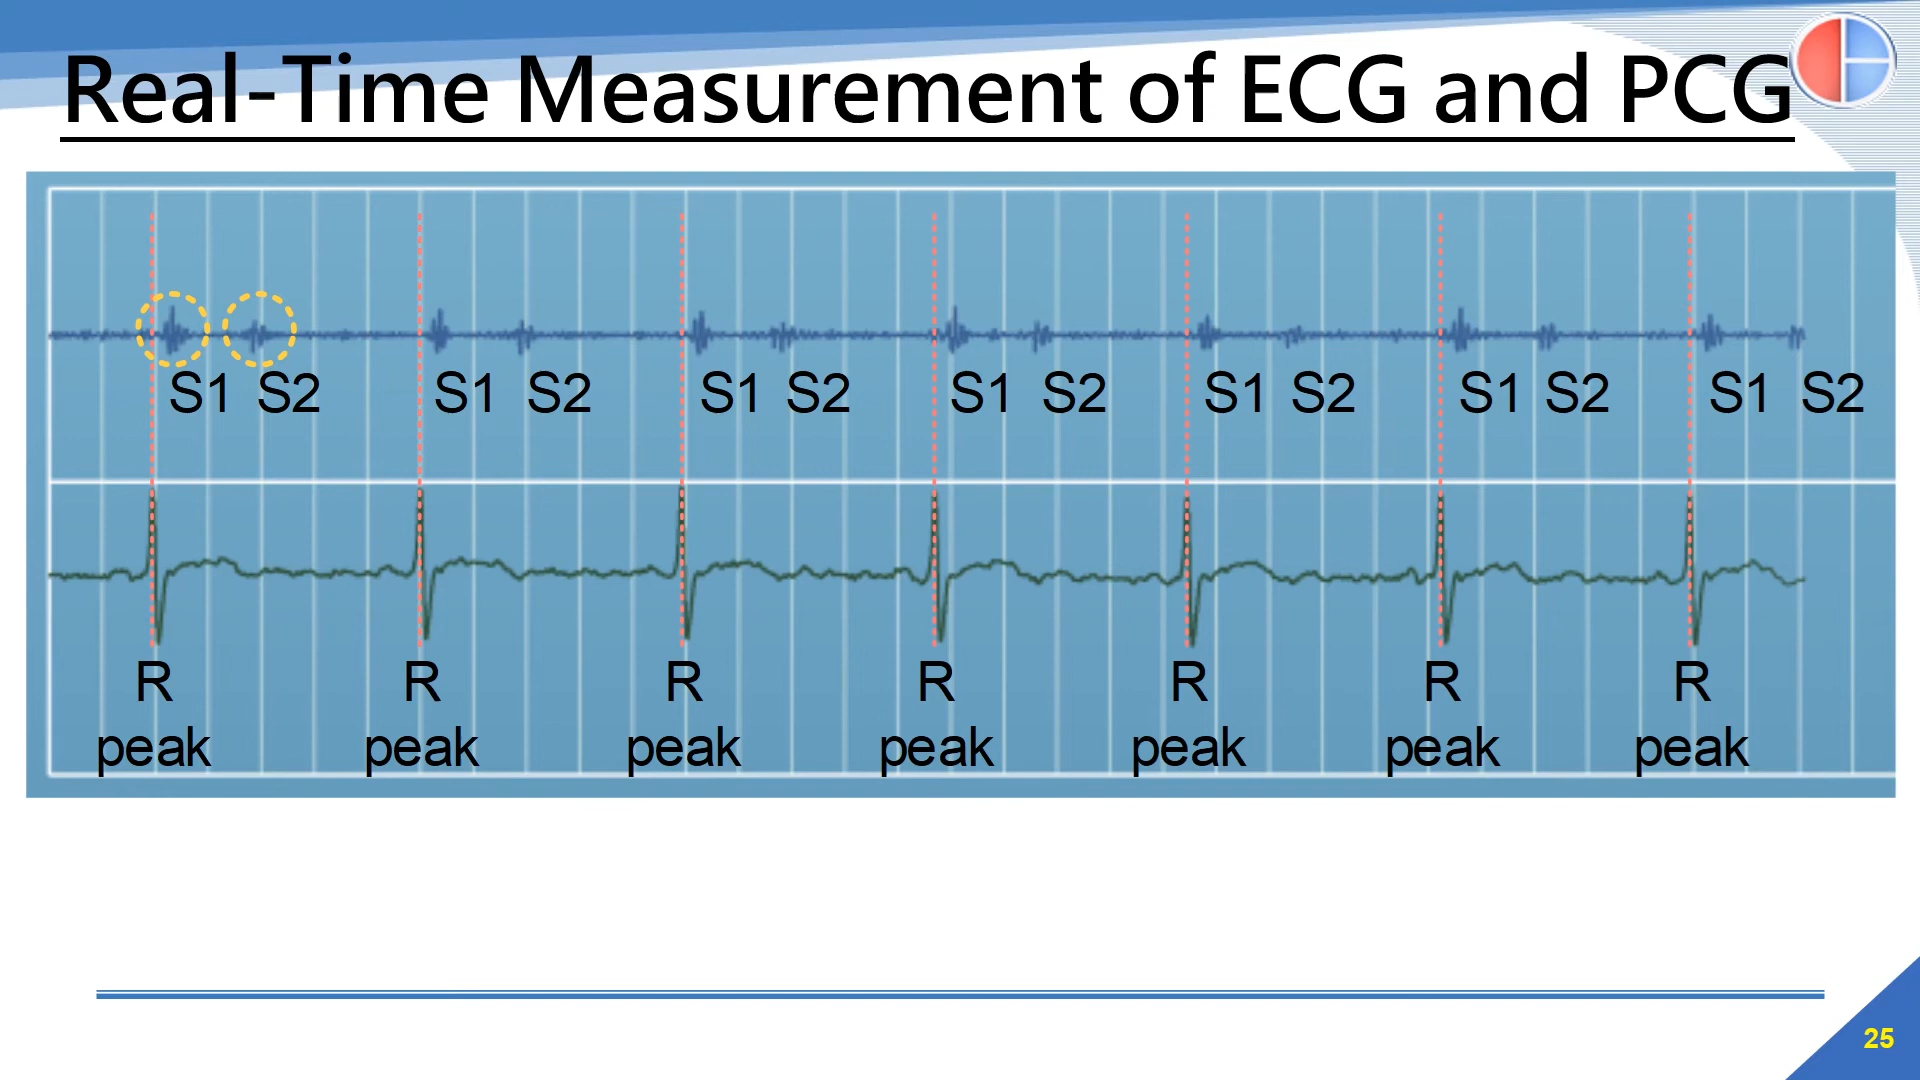 Real-Time Measurement of ECG and PCG
S1 S2 S1 S2 S1 S2 S1 S2 S1 S2 S1 S2 S1 S2
R R R R R R R
peak peak peak peak peak peak peak
25